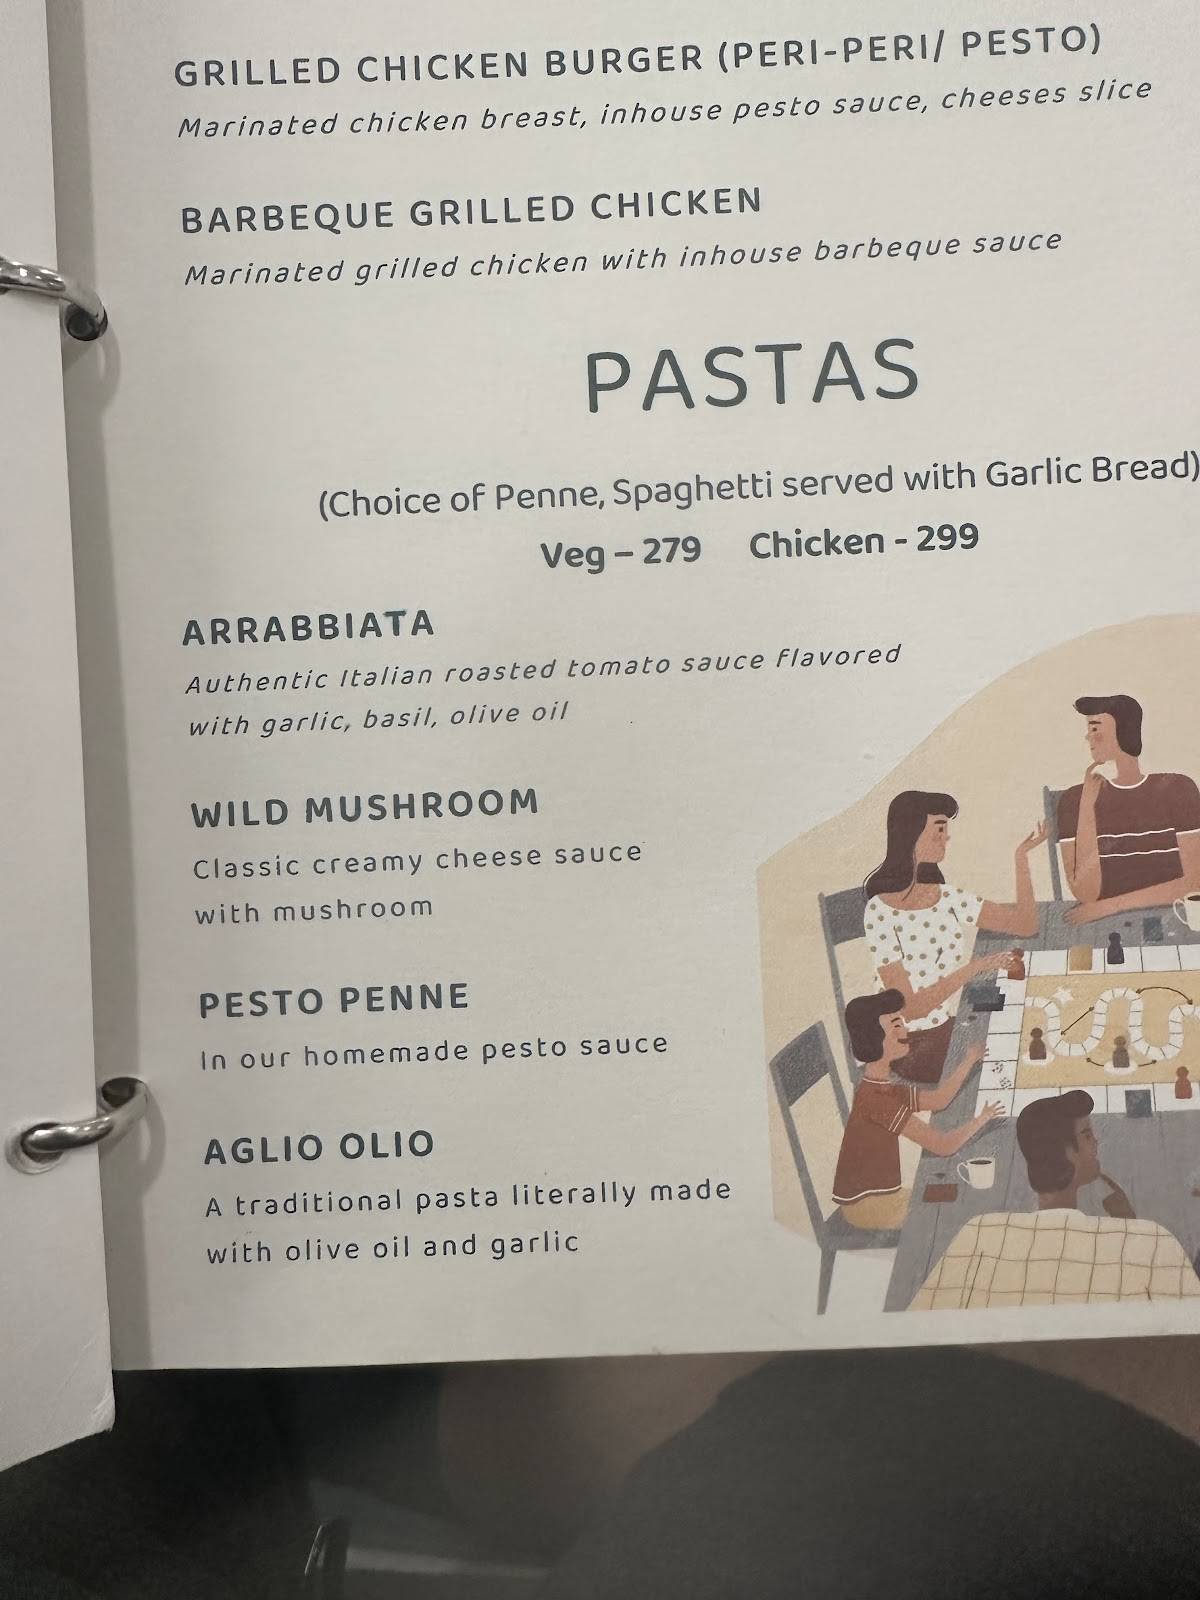 GRILLED CHICKEN BURGER (PERI-PERI/ PESTO)
Marinated chicken breast, inhouse pesto sauce, cheeses slice
BARBEQUE GRILLED CHICKEN
Marinated grilled chicken with inhouse barbeque sauce
PASTAS
(Choice of Penne, Spaghetti served with Garlic Bread)
Veg – 279 Chicken - 299
ARRABBIATA
Authentic Italian roasted tomato sauce flavored
with garlic, basil, olive oil
WILD MUSHROOM
Classic creamy cheese sauce
with mushroom
PESTO PENNE
In our homemade pesto sauce
AGLIO OLIO
A traditional pasta literally made
with olive oil and garlic